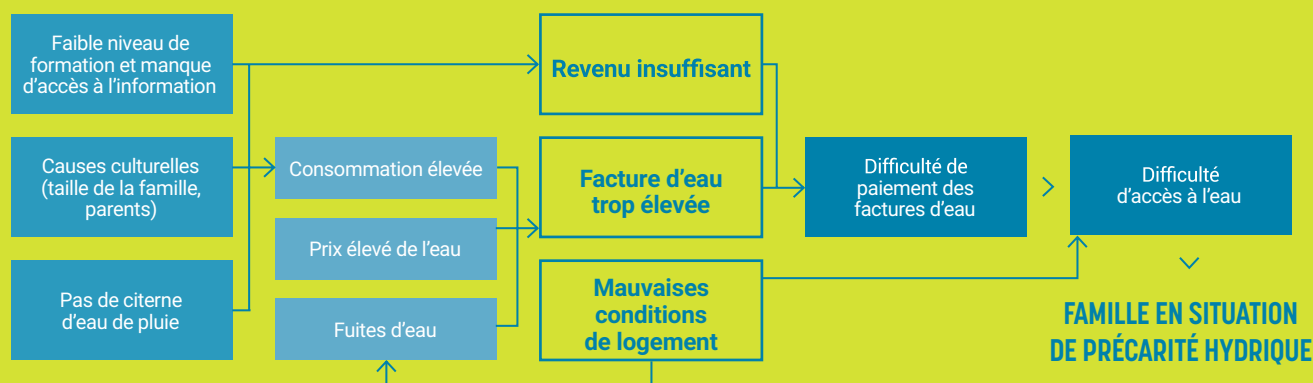 Faible niveau de
formation et manque
d'accès à l'information
Revenu insuffisant
Causes culturelles
(taille de la famille,
parents)
Consommation élevée
Facture d'eau
trop élevée
Difficulté de
paiement des
factures d'eau
Difficulté
d'accès à l'eau
Prix élevé de l'eau
Pas de citerne
d'eau de pluie
Fuites d'eau
Mauvaises
conditions
de logement
FAMILLE EN SITUATION
DE PRÉCARITÉ HYDRIQUE